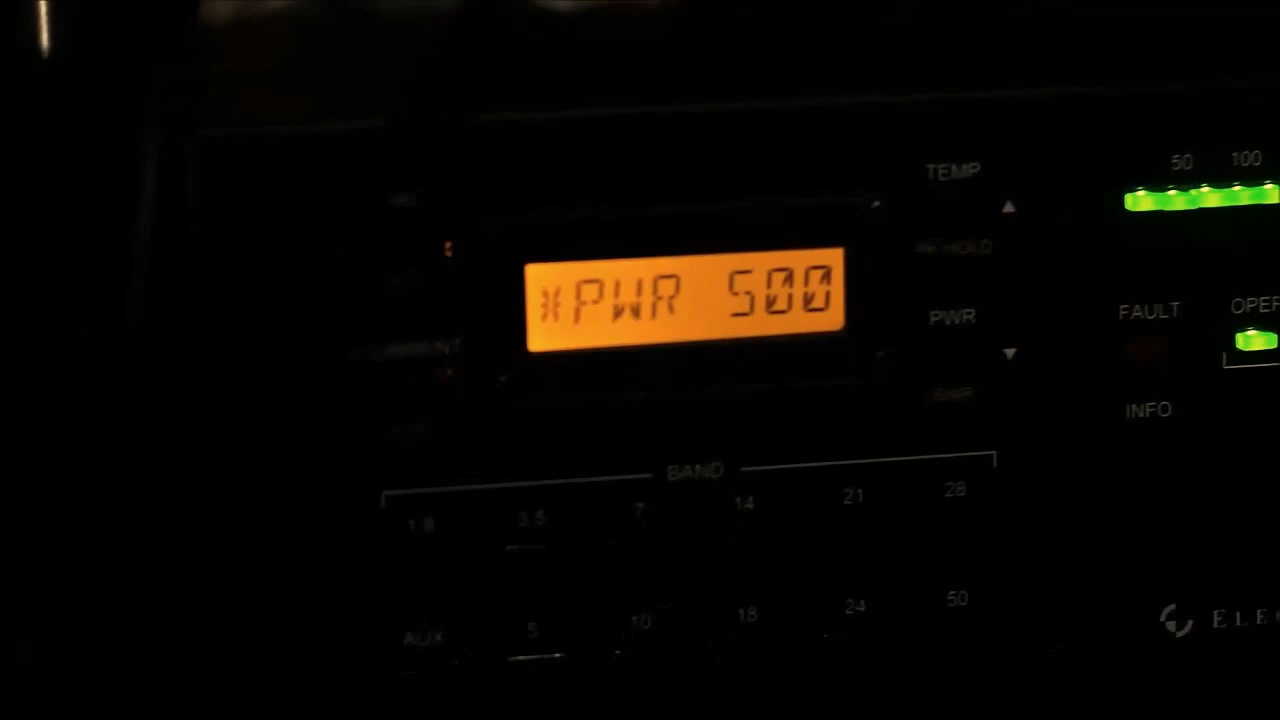 50 100
TEMP
PWR 500
PWR
FAULT OPER
INFO
BAND
1.8 3.5 7 14 21 28
AUX 5 10 18 24 50
ELE